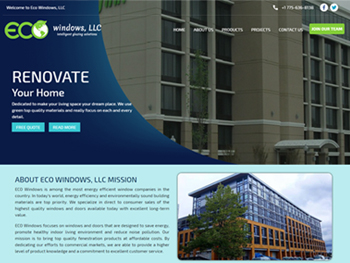 Welcome to Eco Windows, LLC
+1 776-636-8938
ECO windows, LLC
intelligent glazing solutions
HOME ABOUT US PRODUCTS PROJECTS CONTACT US
JOIN OUR TEAM
RENOVATE
Your Home
Dedicated to make your living space your dream place. We use
green top quality materials and really focus on each and every
detail.
FREE QUOTE READ MORE
ABOUT ECO WINDOWS, LLC MISSION
ECO Windows is among the most energy efficient window companies in the
country. In today's world, energy efficiency and environmentally sound building
materials are top priority. We specialize in direct to consumer sales of the
highest quality windows and doors available today with excellent long-term
value.
ECO Windows focuses on windows and doors that are designed to save energy,
promote healthy indoor living environment and reduce noise pollution. Our
mission is to bring top quality fenestration products at affordable costs. By
dedicating our efforts to commercial markets, we are able to provide a higher
level of product knowledge and a commitment to excellent customer service